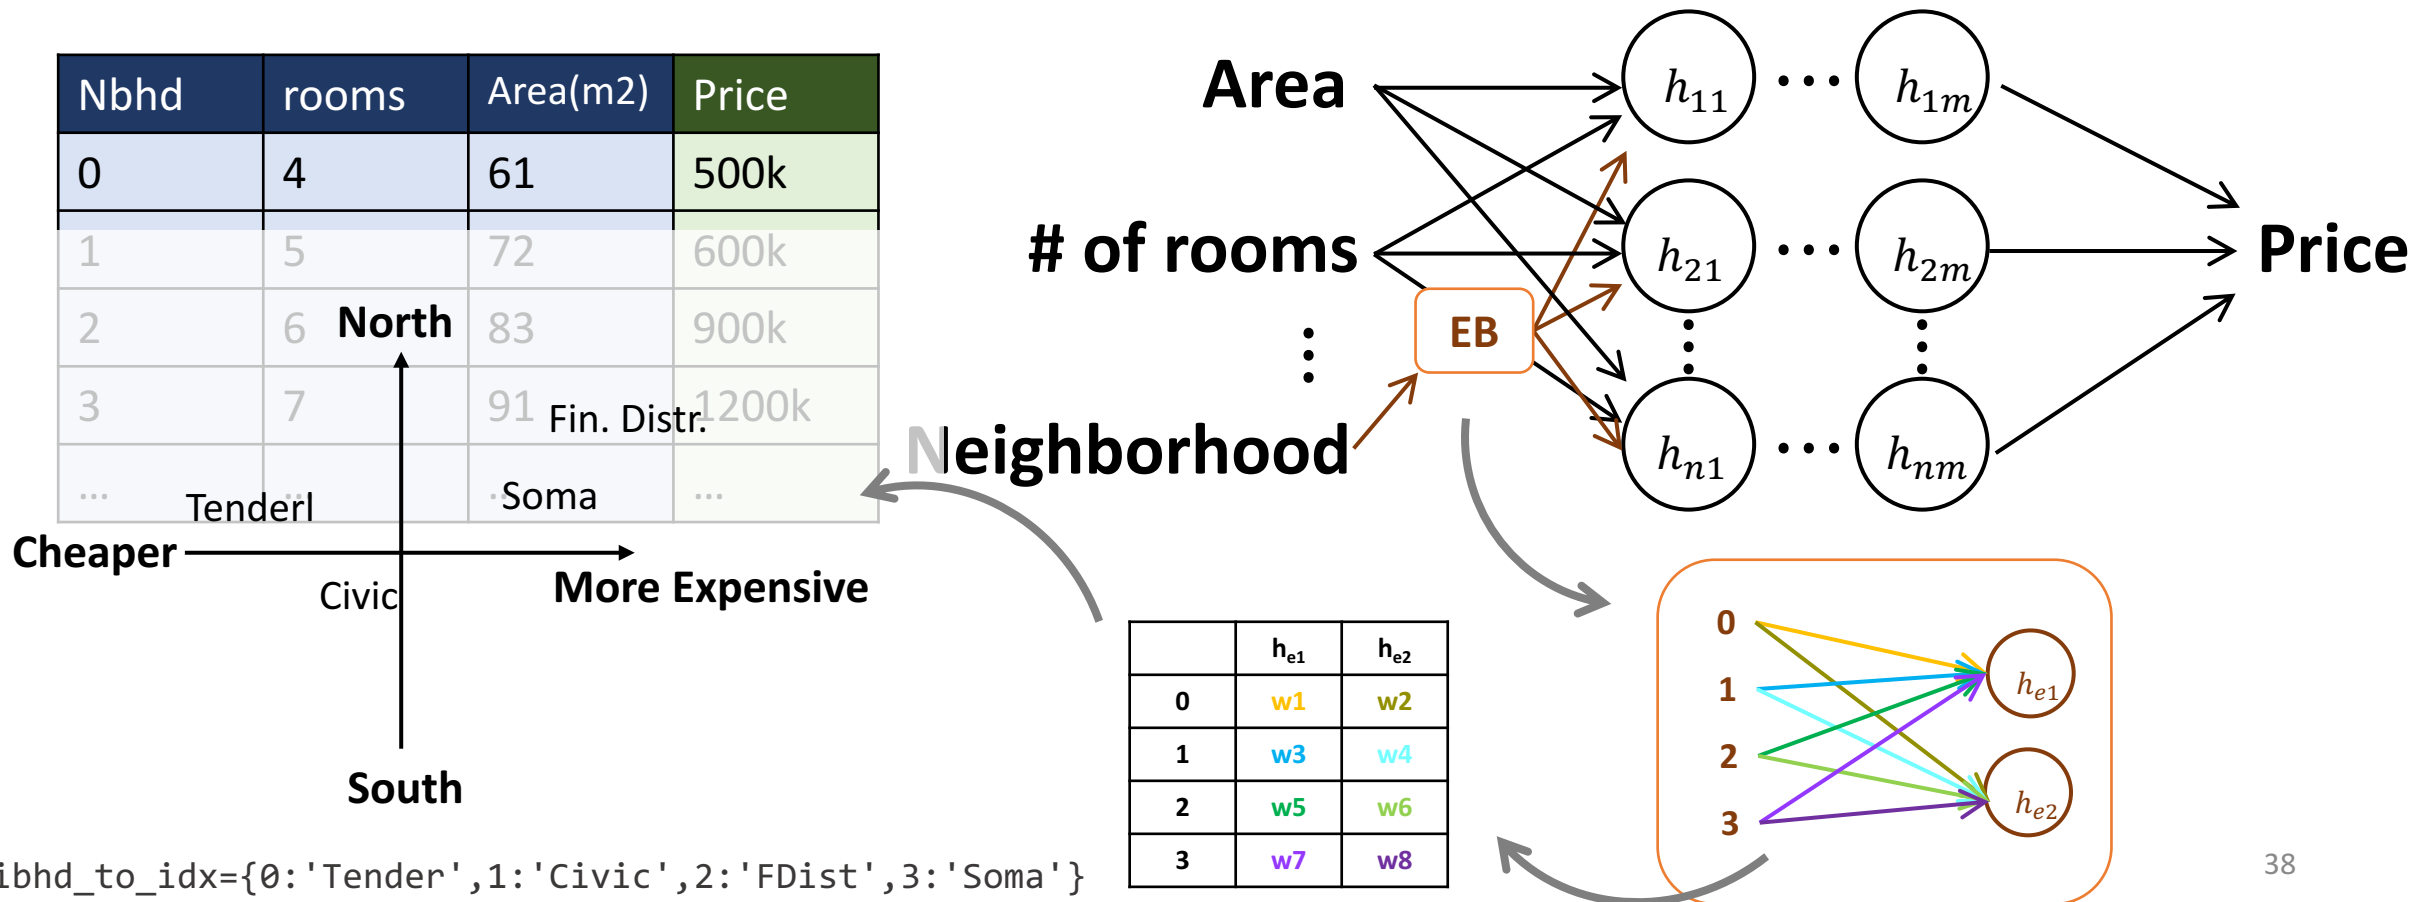 Nbhd rooms Area(m2) Price
0 4 61 500k
1 5 72 600k
2 6 83 900k
3 7 91 1200k
... .. .. ...
North
Fin. Distr.
Tenderl
Soma
Cheaper
More Expensive
Civic
South
ibhd_to_idx={0:'Tender',1:'Civic',2:'FDist',3:'Soma'}
Area
# of rooms
⋮
Neighborhood
EB
h11 ... h1m
h21 ... h2m
hn1 ... hnm
Price
he1 he2
0 w1 w2
1 w3 w4
2 w5 w6
3 w7 w8
0
1
2
3
he1
he2
38